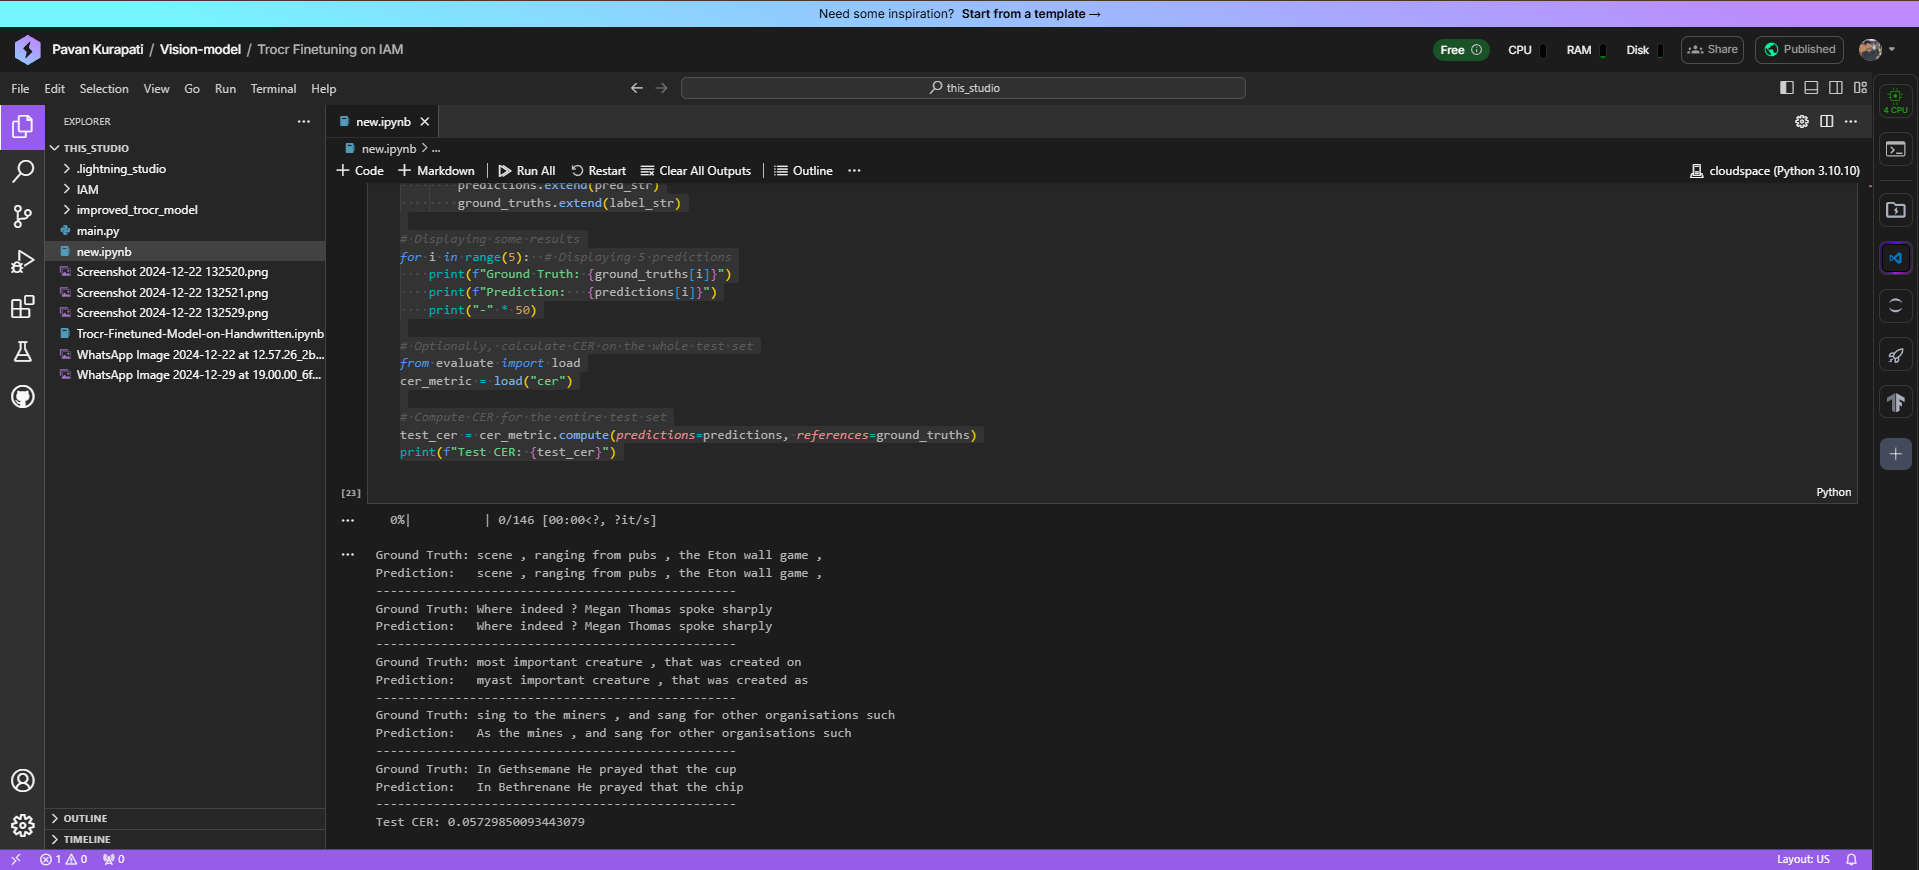 Need some inspiration? Start from a template →
Pavan Kurapati / Vision-model / Trocr Finetuning on IAM
Free CPU RAM Disk Share Published
File Edit Selection View Go Run Terminal Help
this_studio
4 CPU
EXPLORER
THIS_STUDIO
.lightning_studio
IAM
improved_trocr_model
main.py
new.ipynb
Screenshot 2024-12-22 132520.png
Screenshot 2024-12-22 132521.png
Screenshot 2024-12-22 132529.png
Trocr-Finetuned-Model-on-Handwritten.ipynb
WhatsApp Image 2024-12-22 at 12.57.26_2b...
WhatsApp Image 2024-12-29 at 19.00.00_6f...
OUTLINE
TIMELINE
new.ipynb
new.ipynb > ...
+ Code + Markdown Run All Restart Clear All Outputs Outline ...
cloudspace (Python 3.10.10)
predictions.extend(pred_str)
ground_truths.extend(label_str)
# Displaying some results
for i in range(5): # Displaying 5 predictions
print(f"Ground Truth: {ground_truths[i]}")
print(f"Prediction:   {predictions[i]}")
print("-" * 50)
# Optionally, calculate CER on the whole test set
from evaluate import load
cer_metric = load("cer")
# Compute CER for the entire test set
test_cer = cer_metric.compute(predictions=predictions, references=ground_truths)
print(f"Test CER: {test_cer}")
[23]
Python
0%| | 0/146 [00:00<?, ?it/s]
Ground Truth: scene , ranging from pubs , the Eton wall game ,
Prediction:   scene , ranging from pubs , the Eton wall game ,
--------------------------------------------------
Ground Truth: Where indeed ? Megan Thomas spoke sharply
Prediction:   Where indeed ? Megan Thomas spoke sharply
--------------------------------------------------
Ground Truth: most important creature , that was created on
Prediction:   myast important creature , that was created as
--------------------------------------------------
Ground Truth: sing to the miners , and sang for other organisations such
Prediction:   As the mines , and sang for other organisations such
--------------------------------------------------
Ground Truth: In Gethsemane He prayed that the cup
Prediction:   In Bethrenane He prayed that the chip
--------------------------------------------------
Test CER: 0.05729850093443079
1 0 0
Layout: US